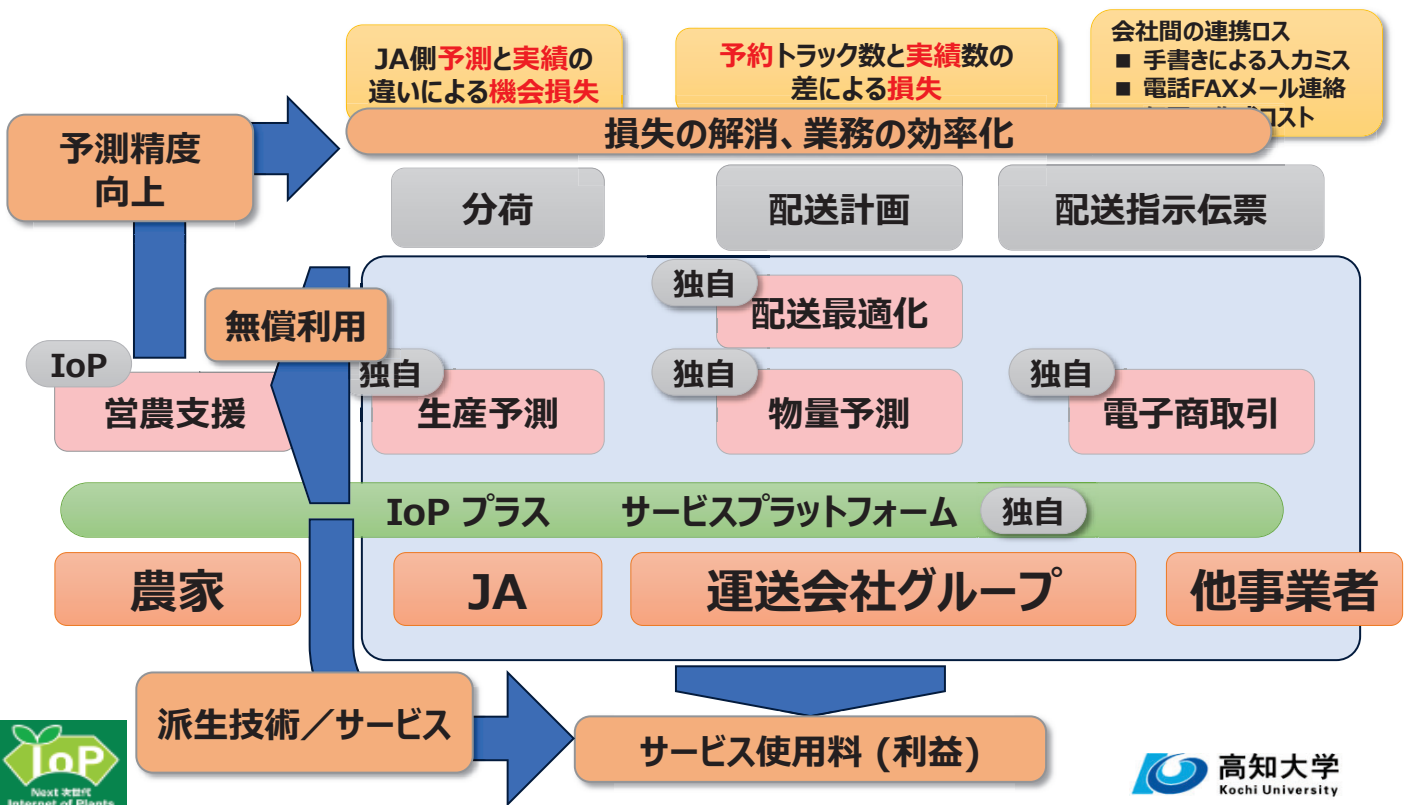 JA側予測と実績の
違いによる機会損失
予約トラック数と実績数の
差による損失
会社間の連携ロス
■ 手書きによる入力ミス
■ 電話FAXメール連絡
コスト
損失の解消、業務の効率化
予測精度
向上
分荷
配送計画
配送指示伝票
独自
配送最適化
無償利用
IoP
営農支援
独自
生産予測
独自
物量予測
独自
電子商取引
IoP プラス サービスプラットフォーム 独自
農家
JA
運送会社グループ
他事業者
派生技術／サービス
サービス使用料 (利益)
IoP
Next 次世代
Internet of Plants
高知大学
Kochi University